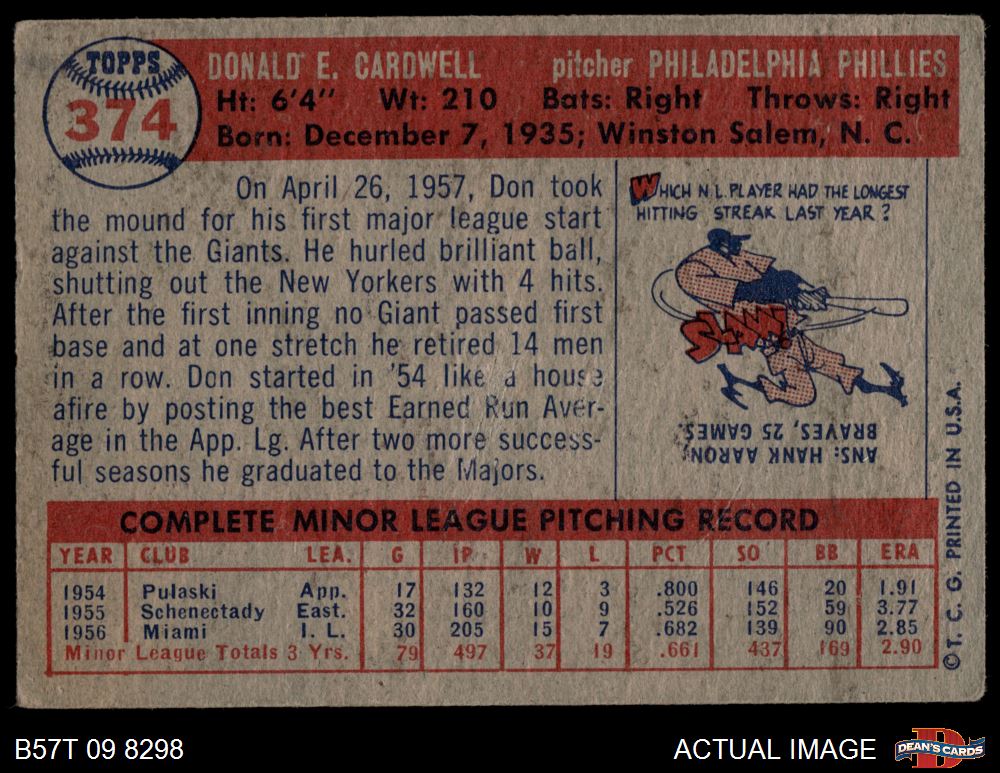 TOPPS
374
DONALD E. CARDWELL pitcher PHILADELPHIA PHILLIES
Ht: 6'4" Wt: 210 Bats: Right Throws: Right
Born: December 7, 1935; Winston Salem, N. C.
On April 26, 1957, Don took
the mound for his first major league start
against the Giants. He hurled brilliant ball,
shutting out the New Yorkers with 4 hits.
After the first inning no Giant passed first
base and at one stretch he retired 14 men
in a row. Don started in '54 like a house
afire by posting the best Earned Run Aver-
age in the App. Lg. After two more success-
ful seasons he graduated to the Majors.
WHICH N.L. PLAYER HAD THE LONGEST
HITTING STREAK LAST YEAR?
SLAM!
ANS: HANK AARON
BRAVES, 25 GAMES.
COMPLETE MINOR LEAGUE PITCHING RECORD
YEAR CLUB LEA. G IP W L PCT SO BB ERA
1954 Pulaski App. 17 132 12 3 .800 146 20 1.91
1955 Schenectady East. 32 160 10 9 .526 152 59 3.77
1956 Miami I. L. 30 205 15 7 .682 139 90 2.85
Minor League Totals 3 Yrs. 79 497 37 19 .661 437 169 2.90
© T. C. G. PRINTED IN U.S.A.
B57T 09 8298
ACTUAL IMAGE
D
DEAN'S CARDS